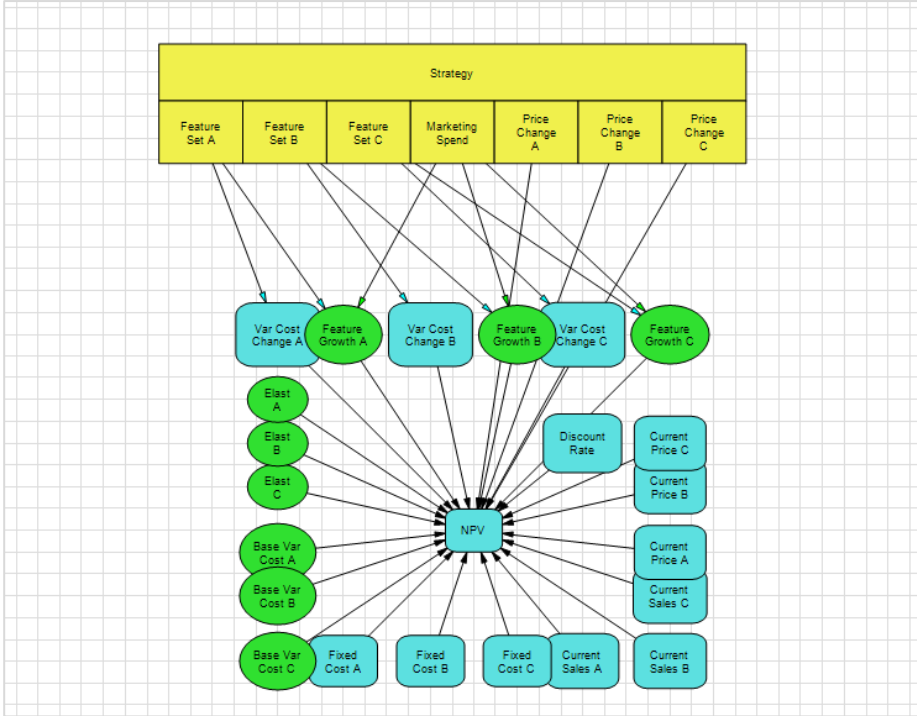 Strategy
Feature
Set A
Feature
Set B
Feature
Set C
Marketing
Spend
Price
Change
A
Price
Change
B
Price
Change
C
Var Cost
Change A
Feature
Growth A
Var Cost
Change B
Feature
Growth B
Var Cost
Change C
Feature
Growth C
Elast
A
Elast
B
Elast
C
Discount
Rate
Current
Price C
Current
Price B
NPV
Base Var
Cost A
Base Var
Cost B
Current
Price A
Current
Sales C
Base Var
Cost C
Fixed
Cost A
Fixed
Cost B
Fixed
Cost C
Current
Sales A
Current
Sales B